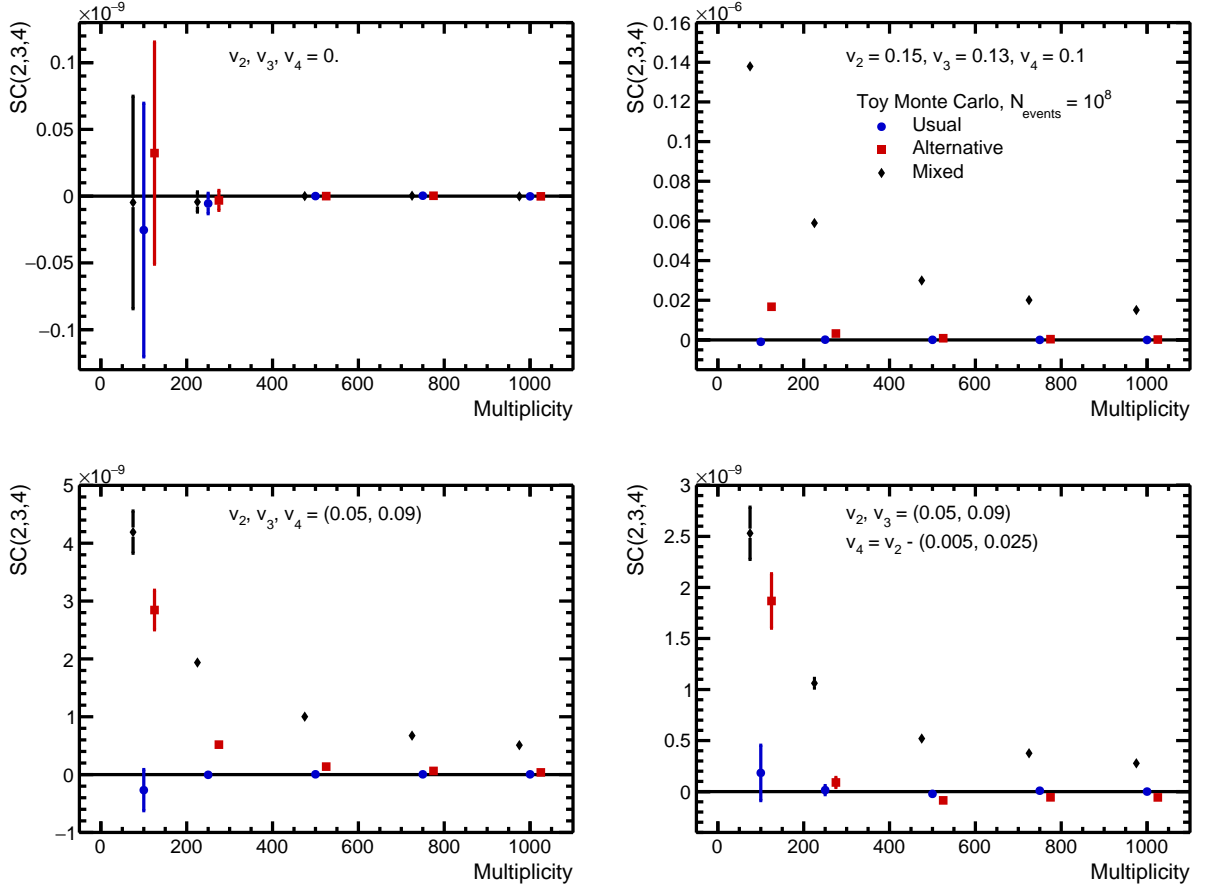 ×10⁻⁹
SC(2,3,4)
v₂, v₃, v₄ = 0.
0.1
0.05
0
−0.05
−0.1
0 200 400 600 800 1000
Multiplicity
×10⁻⁶
SC(2,3,4)
0.16
0.14
0.12
0.1
0.08
0.06
0.04
0.02
0
v₂ = 0.15, v₃ = 0.13, v₄ = 0.1
Toy Monte Carlo, N_events = 10⁸
Usual
Alternative
Mixed
0 200 400 600 800 1000
Multiplicity
×10⁻⁹
SC(2,3,4)
v₂, v₃, v₄ = (0.05, 0.09)
5
4
3
2
1
0
−1
0 200 400 600 800 1000
Multiplicity
×10⁻⁹
SC(2,3,4)
v₂, v₃ = (0.05, 0.09)
v₄ = v₂ - (0.005, 0.025)
3
2.5
2
1.5
1
0.5
0
0 200 400 600 800 1000
Multiplicity